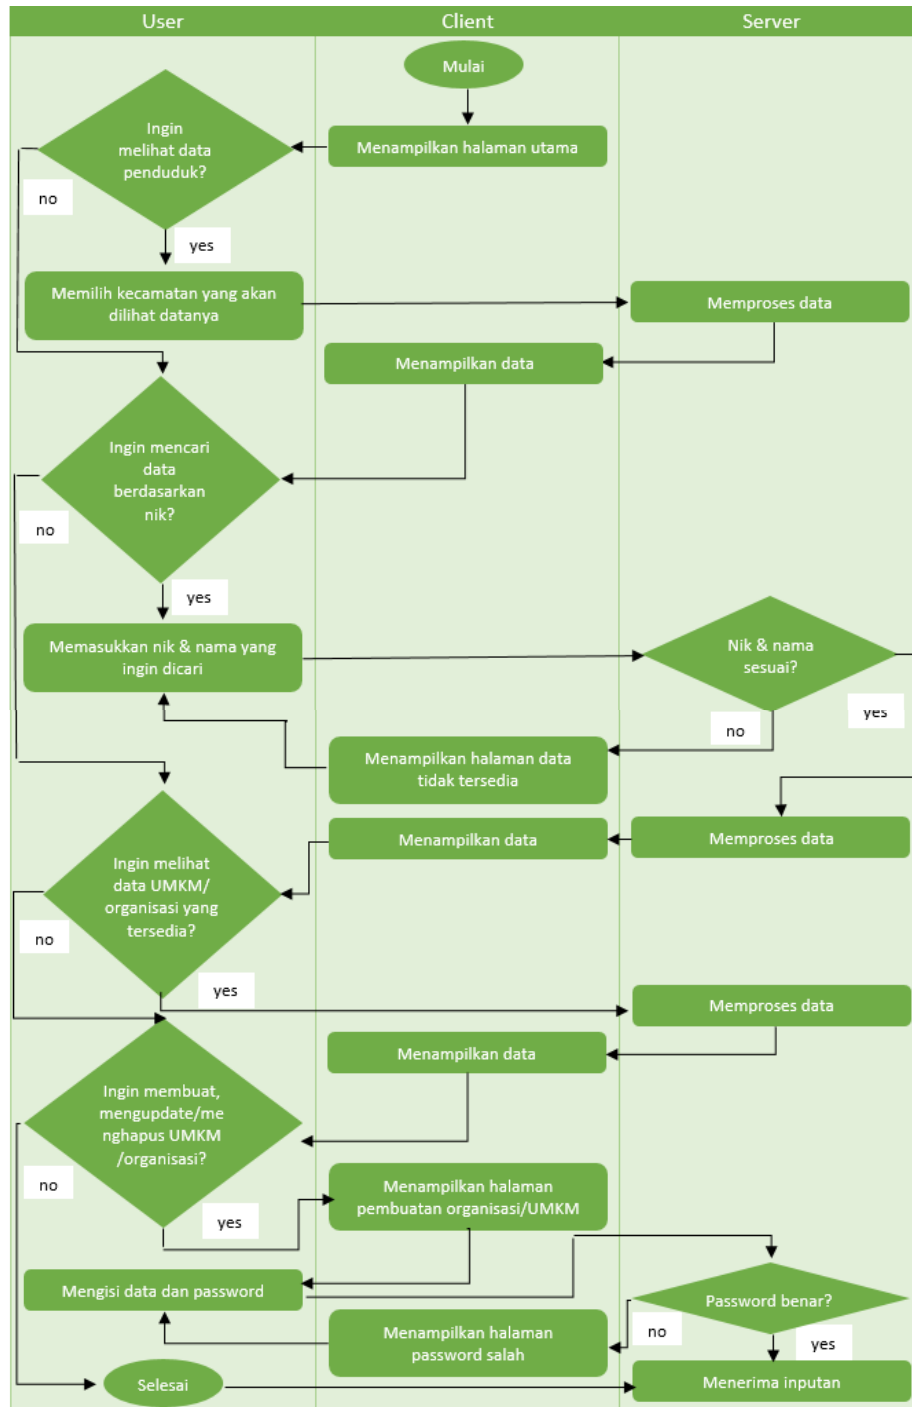 User
Client
Server
Mulai
Ingin
melihat data
penduduk?
Menampilkan halaman utama
no
yes
Memilih kecamatan yang akan
dilihat datanya
Memproses data
Menampilkan data
Ingin mencari
data
berdasarkan
nik?
no
yes
Memasukkan nik & nama yang
ingin dicari
Nik & nama
sesuai?
yes
no
Menampilkan halaman data
tidak tersedia
Menampilkan data
Memproses data
Ingin melihat
data UMKM/
organisasi yang
tersedia?
no
yes
Memproses data
Menampilkan data
Ingin membuat,
mengupdate/me
nghapus UMKM
/organisasi?
no
yes
Menampilkan halaman
pembuatan organisasi/UMKM
Mengisi data dan password
Password benar?
no
yes
Menampilkan halaman
password salah
Selesai
Menerima inputan